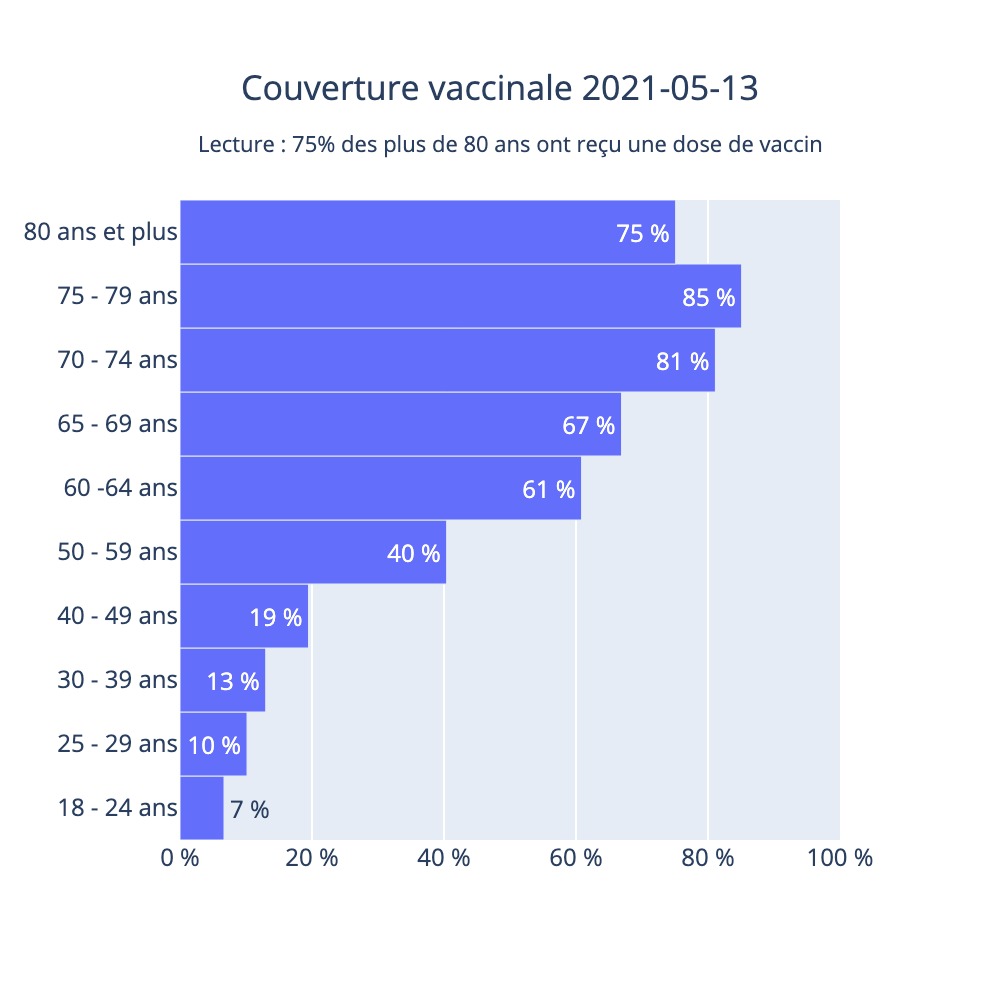 Couverture vaccinale 2021-05-13
Lecture : 75% des plus de 80 ans ont reçu une dose de vaccin
80 ans et plus 75 %
75 - 79 ans 85 %
70 - 74 ans 81 %
65 - 69 ans 67 %
60 -64 ans 61 %
50 - 59 ans 40 %
40 - 49 ans 19 %
30 - 39 ans 13 %
25 - 29 ans 10 %
18 - 24 ans 7 %
0 % 20 % 40 % 60 % 80 % 100 %